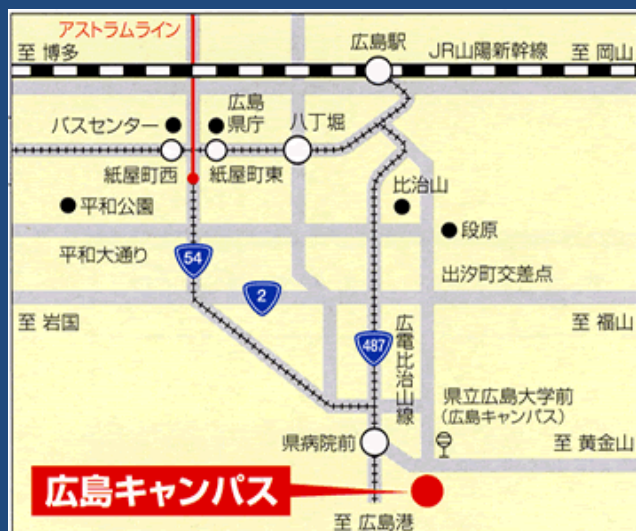 アストラムライン
至 博多
広島駅
JR山陽新幹線
至 岡山
バスセンター
広島
県庁
八丁堀
紙屋町西
紙屋町東
比治山
平和公園
段原
平和大通り
54
出汐町交差点
2
至 岩国
至 福山
487
広電比治山線
県立広島大学前
(広島キャンパス)
県病院前
至 黄金山
広島キャンパス
至 広島港